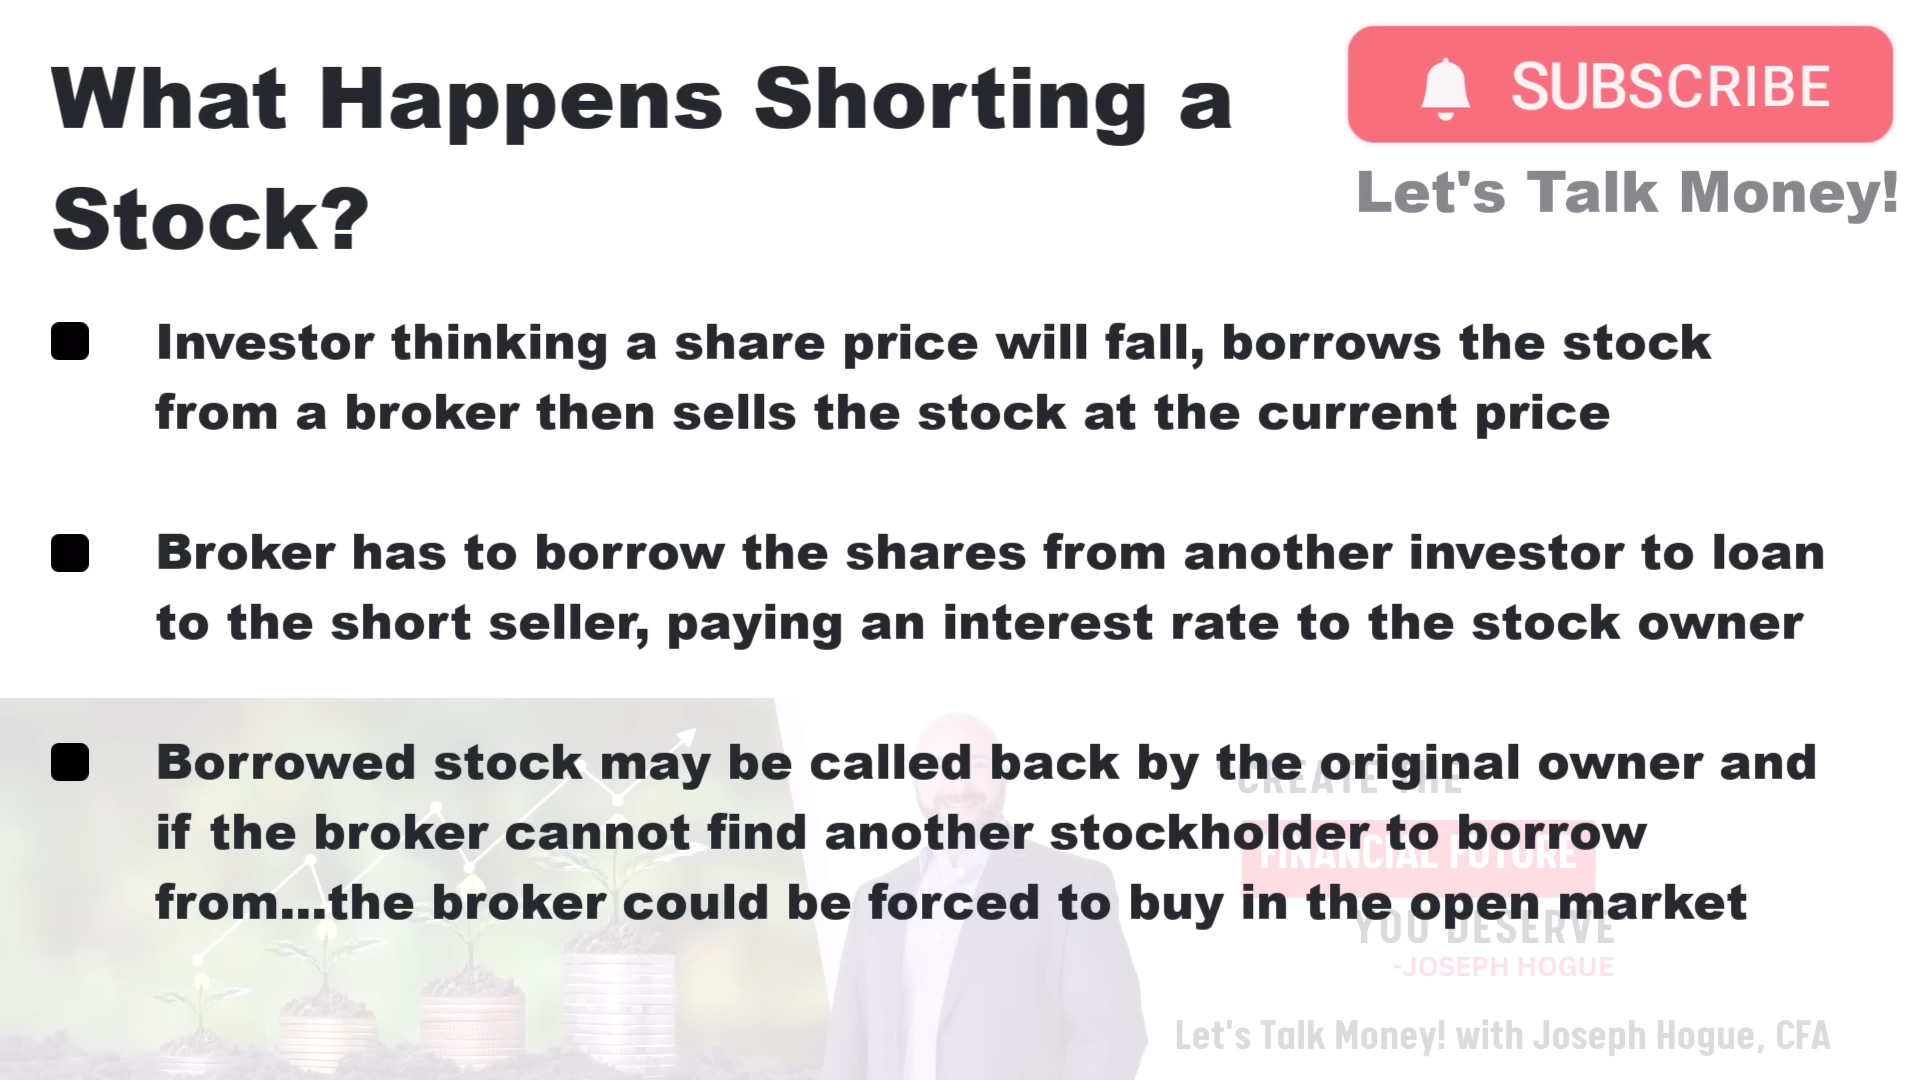 What Happens Shorting a
Stock?
SUBSCRIBE
Let's Talk Money!
Investor thinking a share price will fall, borrows the stock
from a broker then sells the stock at the current price
Broker has to borrow the shares from another investor to loan
to the short seller, paying an interest rate to the stock owner
Borrowed stock may be called back by the original owner and
if the broker cannot find another stockholder to borrow
from...the broker could be forced to buy in the open market
CREATE THE
FINANCIAL FUTURE
YOU DESERVE
-JOSEPH HOGUE
Let's Talk Money! with Joseph Hogue, CFA